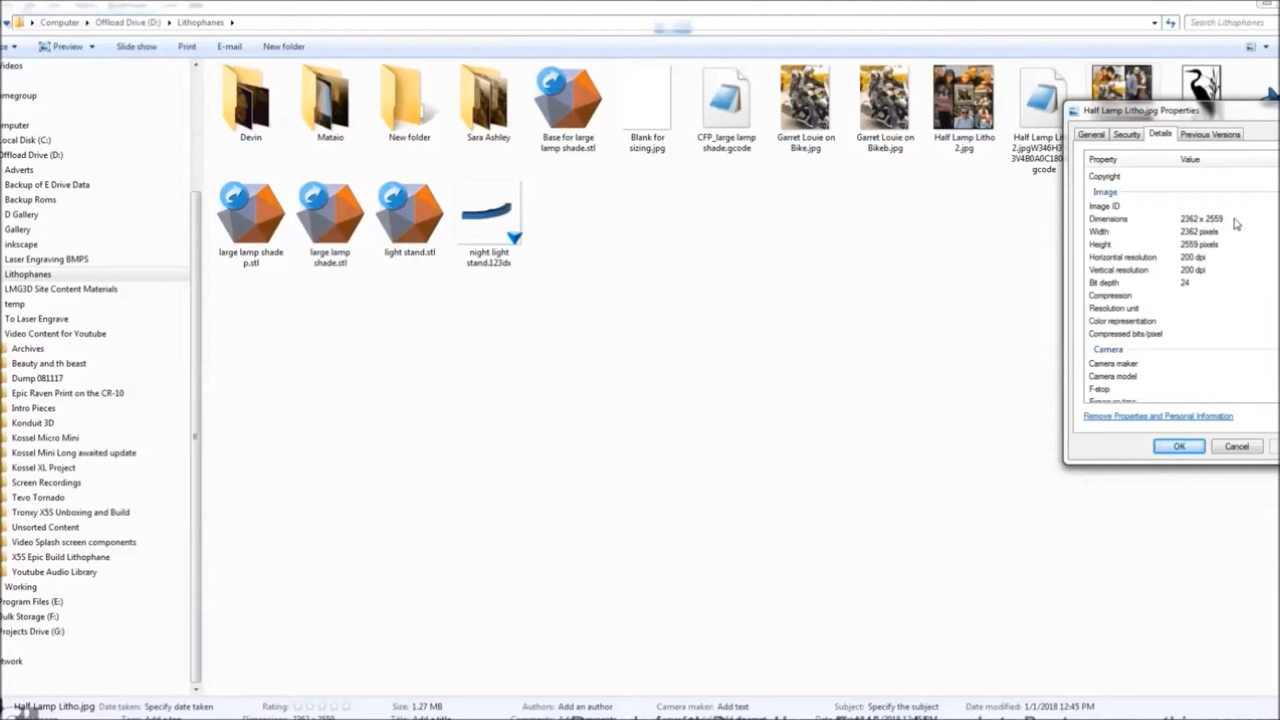 Computer ▸ Offload Drive (D:) ▸ Lithophanes ▸
Search Lithophanes
Preview
Slide show
Print
E-mail
New folder
Local Disk (C:)
Offload Drive (D:)
Adverts
Backup of E Drive Data
Backup Roms
D Gallery
Gallery
inkscape
Laser Engraving BMPS
Lithophanes
LMG3D Site Content Materials
temp
To Laser Engrave
Video Content for Youtube
Archives
Beauty and th beast
Dump 081117
Epic Raven Print on the CR-10
Intro Pieces
Konduit 3D
Kossel Micro Mini
Kossel Mini Long awaited update
Kossel XL Project
Screen Recordings
Tevo Tornado
Tronxy X5S Unboxing and Build
Unsorted Content
Video Splash screen components
X5S Epic Build Lithophane
Youtube Audio Library
Working
Program Files (E:)
Bulk Storage (F:)
Projects Drive (G:)
Devin
Mataio
New folder
Sara Ashley
Base for large
lamp shade.stl
Blank for
sizing.jpg
CFP_large lamp
shade.gcode
Garret Louie on
Bike.jpg
Garret Louie on
Bikeb.jpg
Half Lamp Litho
2.jpg
Half Lamp Li
2.jpgW346H3
3V4B0A0C180
gcode
large lamp shade
p.stl
large lamp
shade.stl
light stand.stl
night light
stand.123dx
Half Lamp Litho.jpg Properties
General
Security
Details
Previous Versions
Property Value
Copyright
Image
Image ID
Dimensions 2362 x 2559
Width 2362 pixels
Height 2559 pixels
Horizontal resolution 200 dpi
Vertical resolution 200 dpi
Bit depth 24
Compression
Resolution unit
Color representation
Compressed bits/pixel
Camera
Camera maker
Camera model
F-stop
Remove Properties and Personal Information
OK
Cancel
Half Lamp Litho.jpg Date taken: Specify date taken
Rating:
Size: 1.27 MB
Authors: Add an author
Camera maker: Add text
Subject: Specify the subject
Date modified: 1/1/2018 12:45 PM